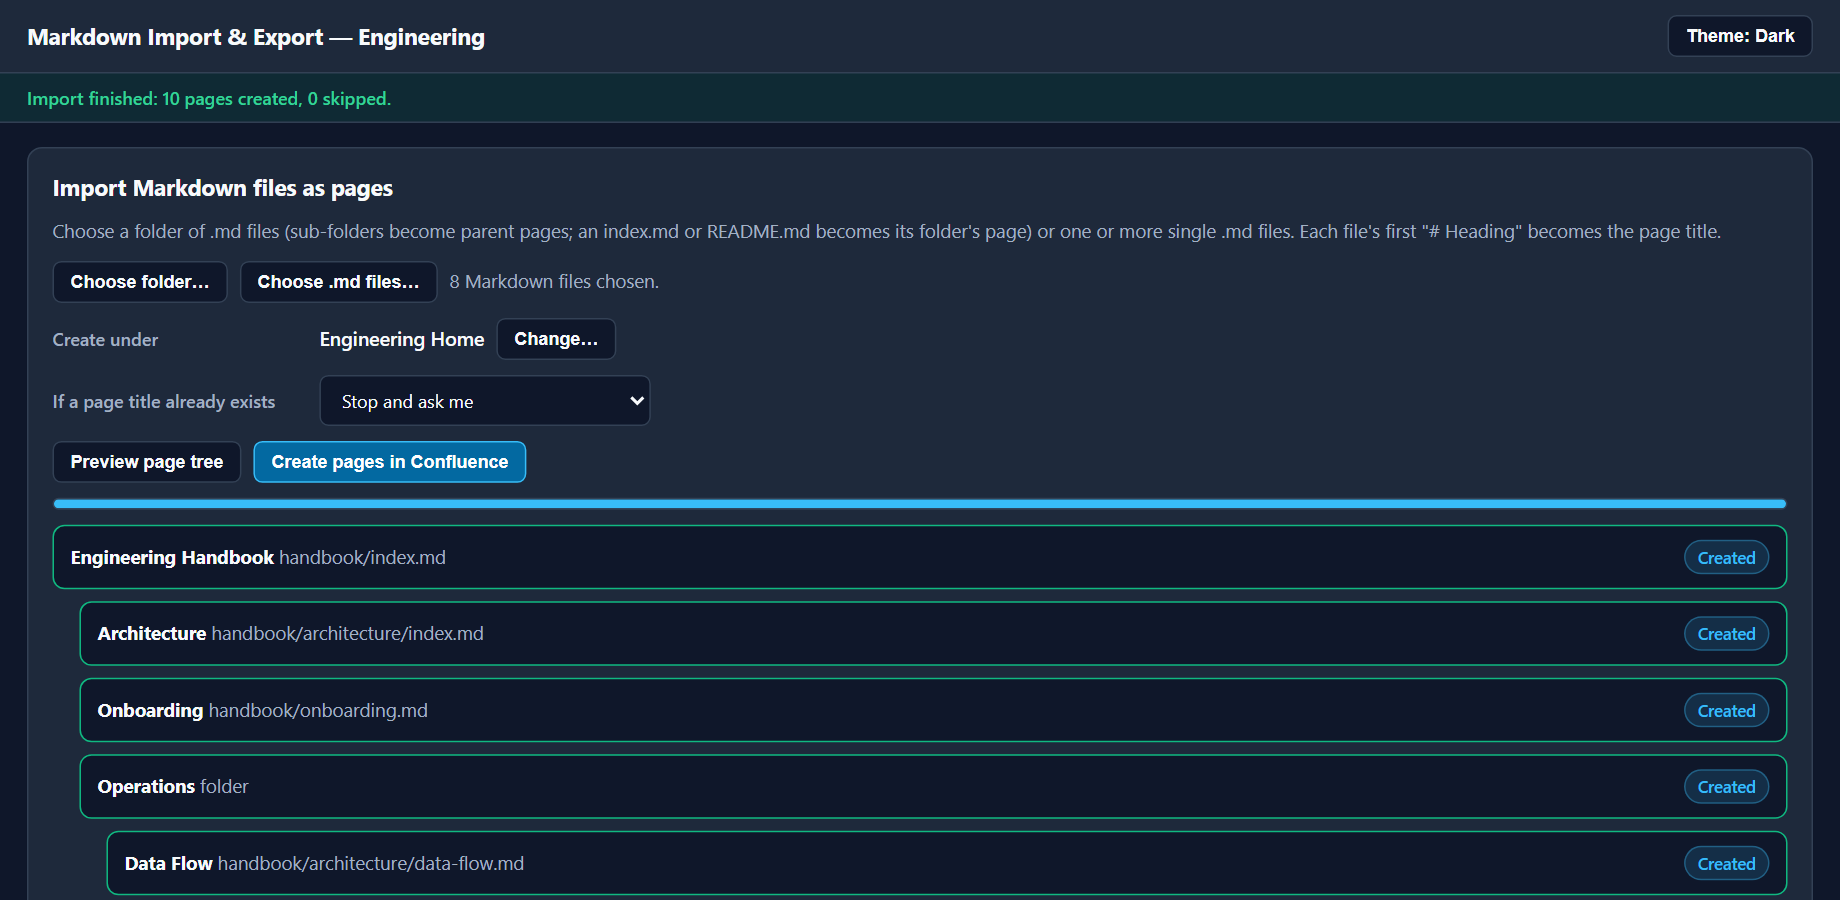 Markdown Import & Export — Engineering
Theme: Dark
Import finished: 10 pages created, 0 skipped.
Import Markdown files as pages
Choose a folder of .md files (sub-folders become parent pages; an index.md or README.md becomes its folder's page) or one or more single .md files. Each file's first "# Heading" becomes the page title.
Choose folder...
Choose .md files...
8 Markdown files chosen.
Create under
Engineering Home
Change...
If a page title already exists
Stop and ask me
Preview page tree
Create pages in Confluence
Engineering Handbook handbook/index.md
Created
Architecture handbook/architecture/index.md
Created
Onboarding handbook/onboarding.md
Created
Operations folder
Created
Data Flow handbook/architecture/data-flow.md
Created